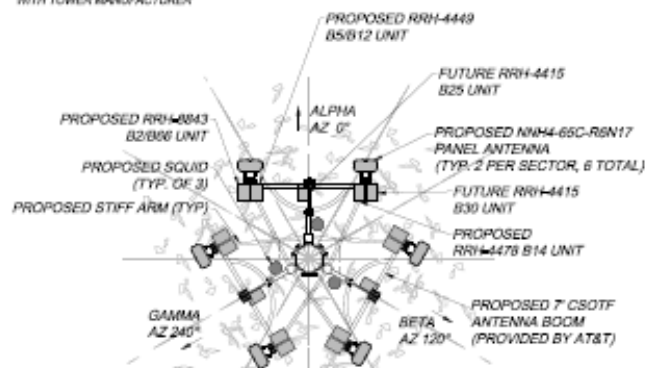 WITH TOWER MANUFACTURER
PROPOSED RRH-4449
B5/B12 UNIT
FUTURE RRH-4415
B25 UNIT
ALPHA
AZ 0°
PROPOSED RRH-8843
B2/B66 UNIT
PROPOSED NNH4-65C-R6N17
PANEL ANTENNA
(TYP. 2 PER SECTOR, 6 TOTAL)
PROPOSED SQUID
(TYP. OF 3)
FUTURE RRH-4415
B30 UNIT
PROPOSED STIFF ARM (TYP)
PROPOSED
RRH-4478 B14 UNIT
GAMMA
AZ 240°
BETA
AZ 120°
PROPOSED 7' CSOTF
ANTENNA BOOM
(PROVIDED BY AT&T)